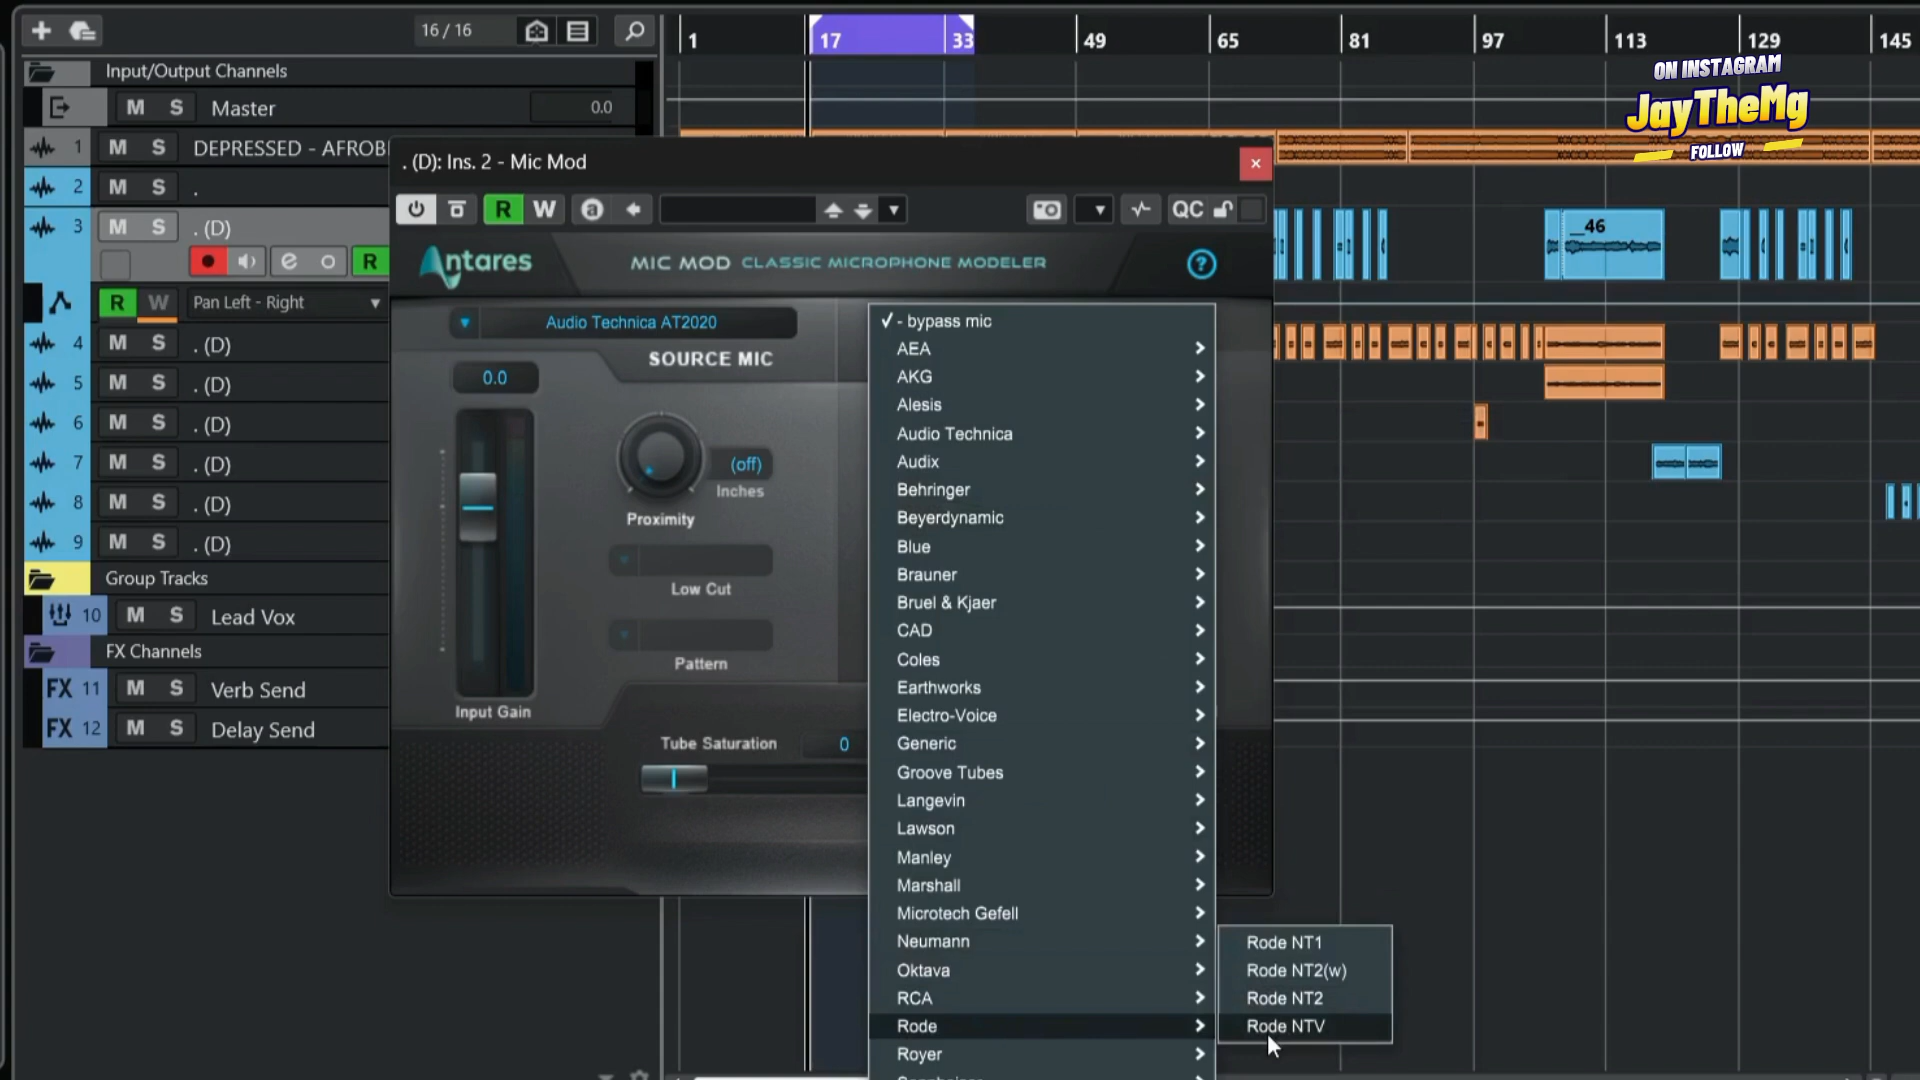 16 / 16
1 17 33 49 65 81 97 113 129 145
ON INSTAGRAM
JayTheMg
FOLLOW
Input/Output Channels
M S Master 0.0
1 M S DEPRESSED - AFROB
2 M S .
3 M S . (D)
e R
R W Pan Left - Right
4 M S . (D)
5 M S . (D)
6 M S . (D)
7 M S . (D)
8 M S . (D)
9 M S . (D)
Group Tracks
10 M S Lead Vox
FX Channels
FX 11 M S Verb Send
FX 12 M S Delay Send
. (D): Ins. 2 - Mic Mod
R W a QC
Antares MIC MOD CLASSIC MICROPHONE MODELER ?
Audio Technica AT2020
SOURCE MIC
0.0
(off)
Inches
Proximity
Low Cut
Pattern
Input Gain
Tube Saturation 0
✓ - bypass mic
AEA
AKG
Alesis
Audio Technica
Audix
Behringer
Beyerdynamic
Blue
Brauner
Bruel & Kjaer
CAD
Coles
Earthworks
Electro-Voice
Generic
Groove Tubes
Langevin
Lawson
Manley
Marshall
Microtech Gefell
Neumann
Oktava
RCA
Rode
Royer
Rode NT1
Rode NT2(w)
Rode NT2
Rode NTV
__46